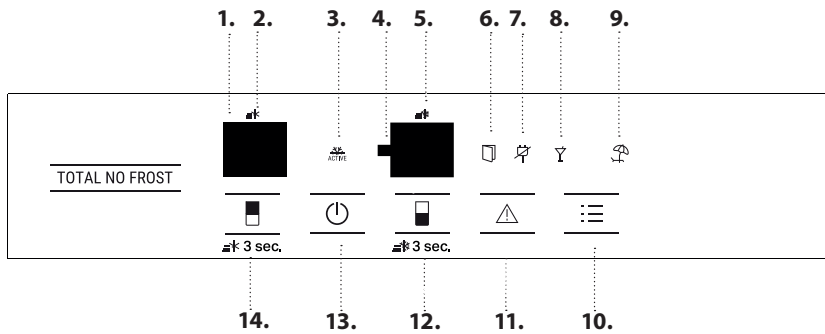 1. 2. 3. 4. 5. 6. 7. 8. 9.
ACTIVE
TOTAL NO FROST
3 sec. 3 sec.
14. 13. 12. 11. 10.